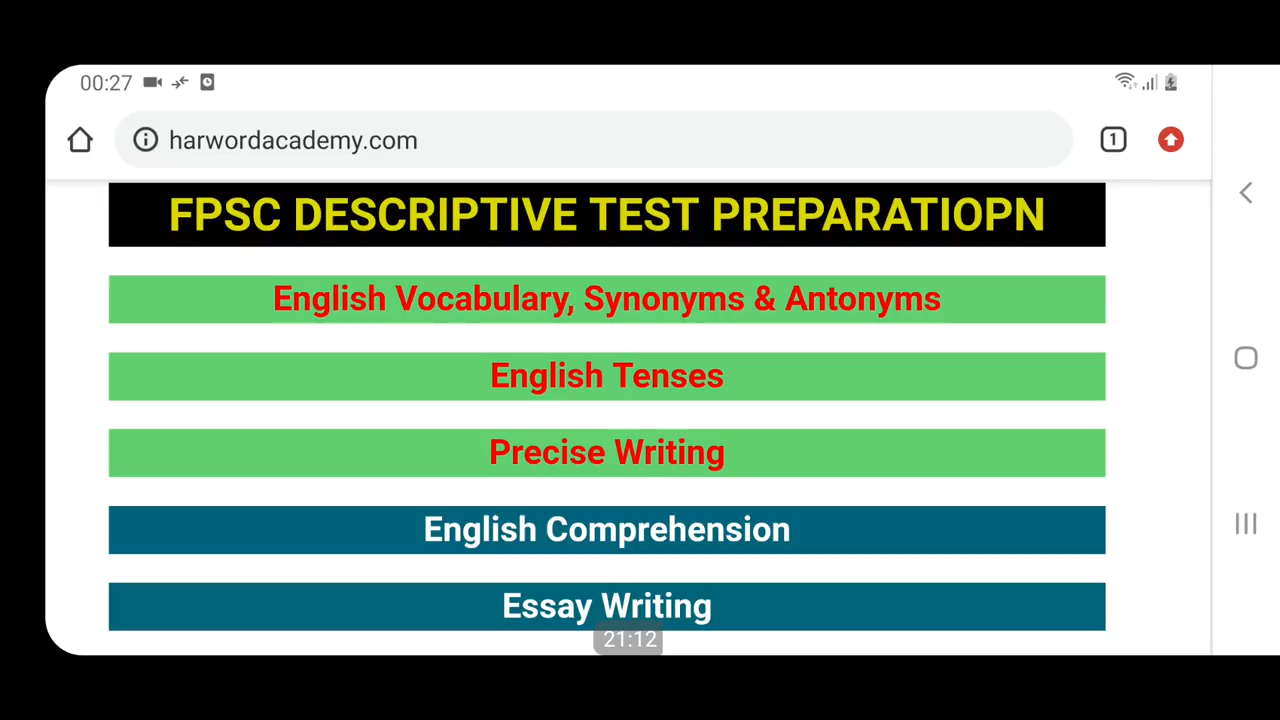 00:27
harwordacademy.com
1
FPSC DESCRIPTIVE TEST PREPARATIOPN
English Vocabulary, Synonyms & Antonyms
English Tenses
Precise Writing
English Comprehension
Essay Writing
21:12